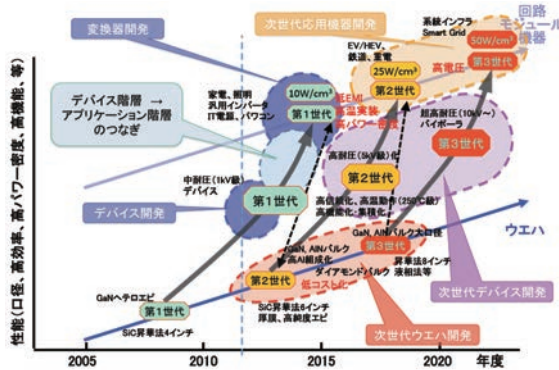 変換器開発
次世代応用機器開発
系統インフラ
Smart Grid
回路
モジュール
機器
50W/cm³
第3世代
EV/HEV、
鉄道、重電
25W/cm³
第2世代
高電圧
家電、照明
汎用インバータ
IT電源、パワコン
10W/cm³
第1世代
低EMI
高温実装
高パワー密度
デバイス階層 →
アプリケーション階層
のつなぎ
超高耐圧(10kV～)
バイポーラ
第3世代
高耐圧(5kV級)化
第2世代
高信頼化、高温動作(250℃級)
高機能化・集積化
中耐圧(1kV級)
デバイス
第1世代
デバイス開発
ウエハ
GaN、AlNバルク大口径
第3世代
GaN、AlNバルク
高Al組成化
昇華法8インチ
液相法等
ダイアモンドバルク
第2世代
低コスト化
次世代デバイス開発
GaNヘテロエピ
第1世代
SiC昇華法6インチ
厚膜、高純度エピ
次世代ウエハ開発
SiC昇華法4インチ
性能(口径、高効率、高パワー密度、高機能、等)
2005
2010
2015
2020
年度